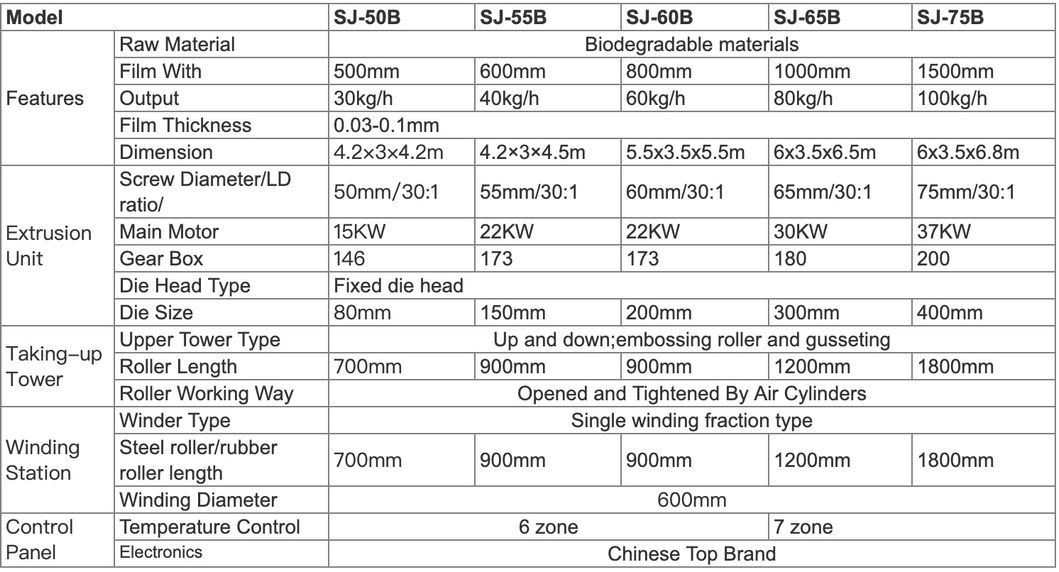 Model SJ-50B SJ-55B SJ-60B SJ-65B SJ-75B
Features
Raw Material Biodegradable materials
Film With 500mm 600mm 800mm 1000mm 1500mm
Output 30kg/h 40kg/h 60kg/h 80kg/h 100kg/h
Film Thickness 0.03-0.1mm
Dimension 4.2×3×4.2m 4.2×3×4.5m 5.5x3.5x5.5m 6x3.5x6.5m 6x3.5x6.8m
Extrusion
Unit
Screw Diameter/LD
ratio/
50mm/30:1 55mm/30:1 60mm/30:1 65mm/30:1 75mm/30:1
Main Motor 15KW 22KW 22KW 30KW 37KW
Gear Box 146 173 173 180 200
Die Head Type Fixed die head
Die Size 80mm 150mm 200mm 300mm 400mm
Taking–up
Tower
Upper Tower Type Up and down;embossing roller and gusseting
Roller Length 700mm 900mm 900mm 1200mm 1800mm
Roller Working Way Opened and Tightened By Air Cylinders
Winding
Station
Winder Type Single winding fraction type
Steel roller/rubber
roller length
700mm 900mm 900mm 1200mm 1800mm
Winding Diameter 600mm
Control
Panel
Temperature Control 6 zone 7 zone
Electronics Chinese Top Brand